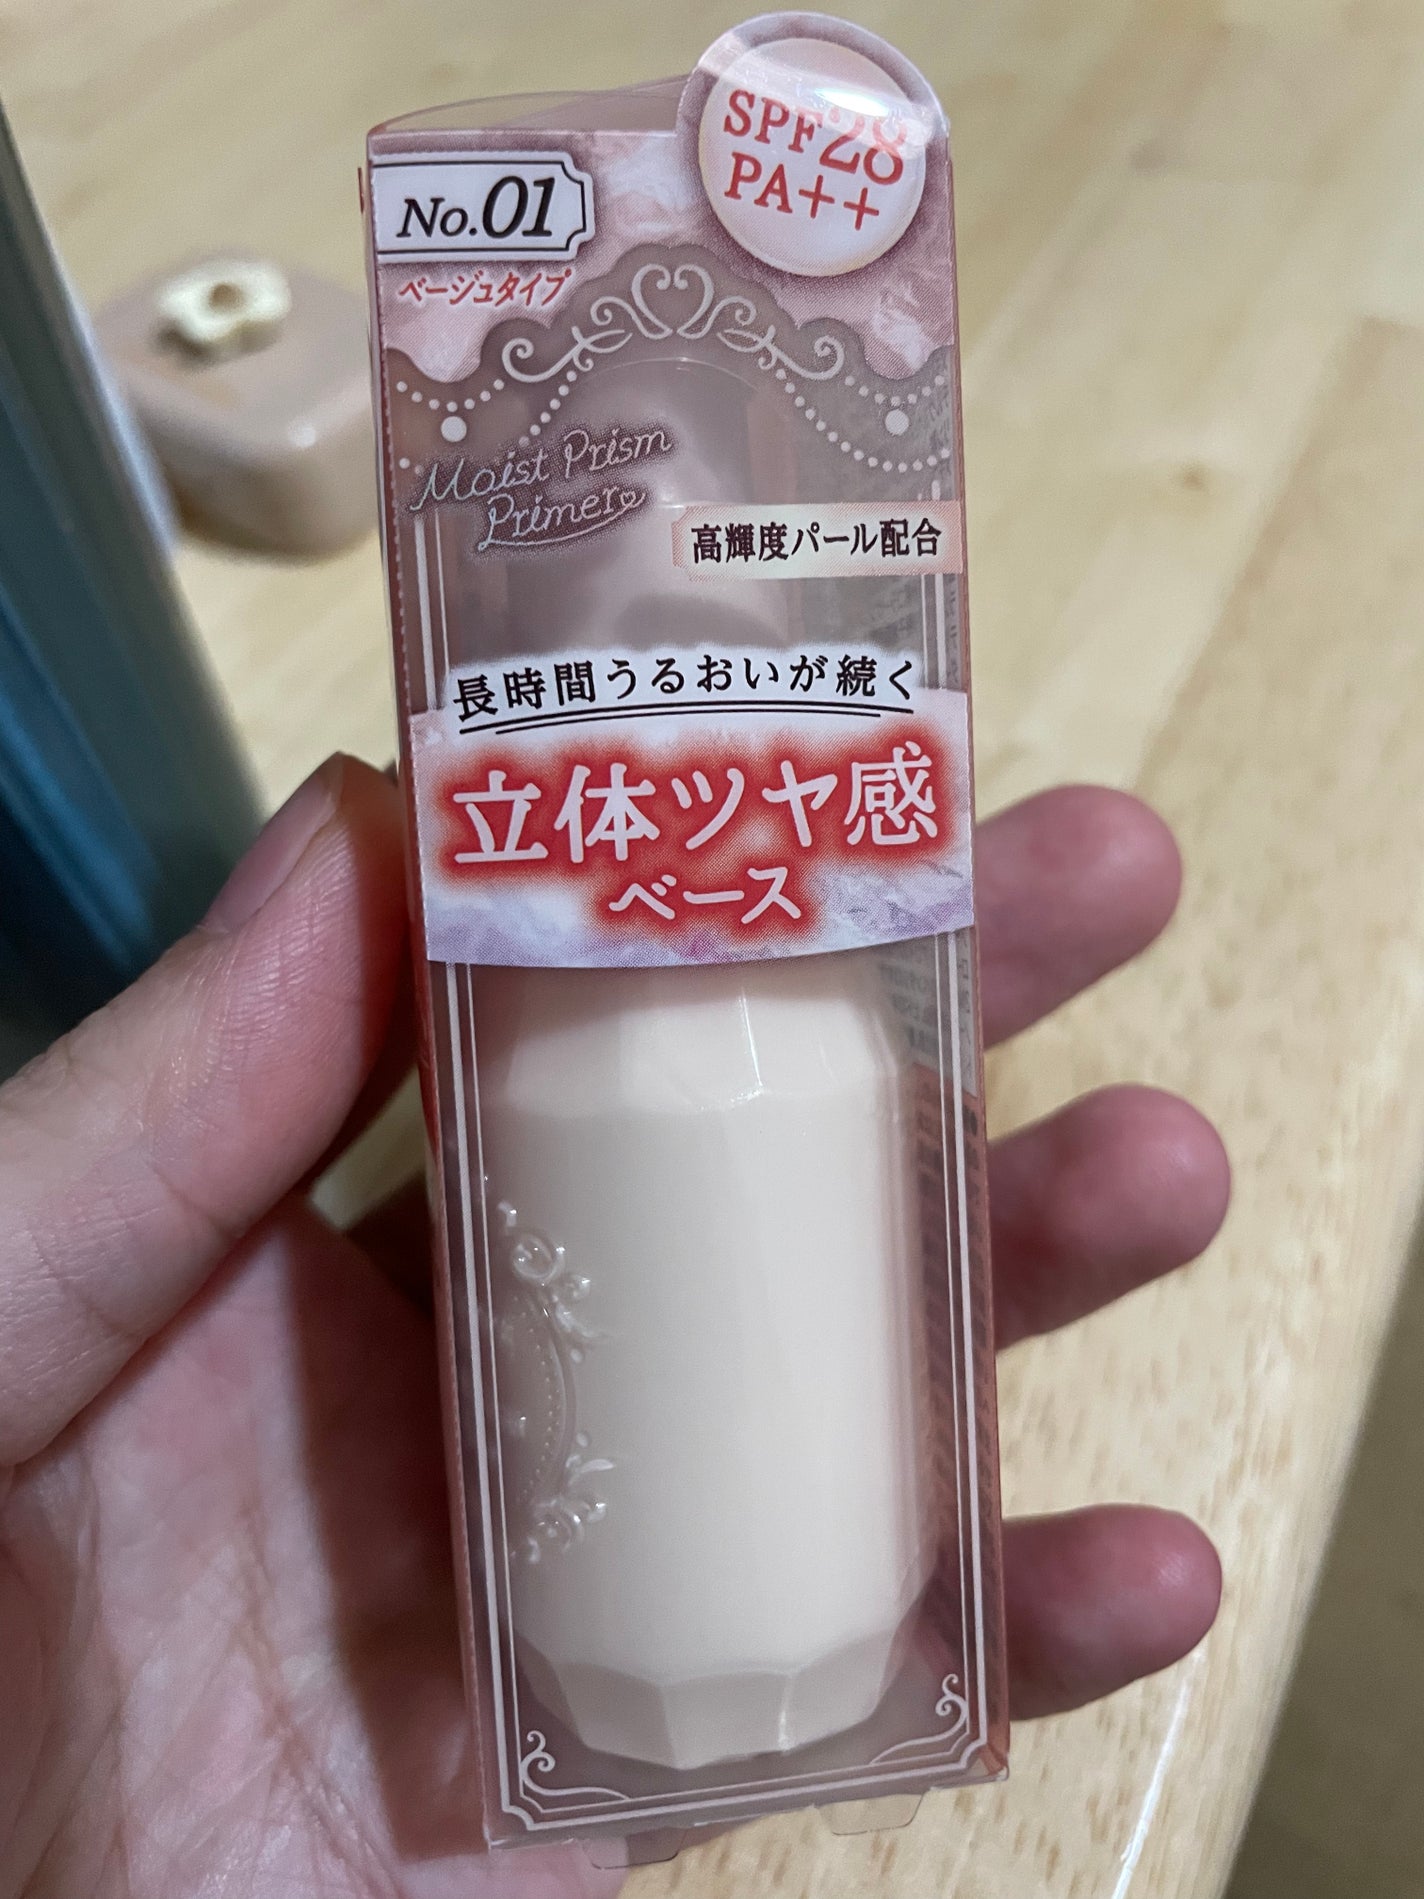 SPF28
PA++
No.01
ベージュタイプ
Moist Prism
Primer
高輝度パール配合
長時間うるおいが続く
立体ツヤ感
ベース